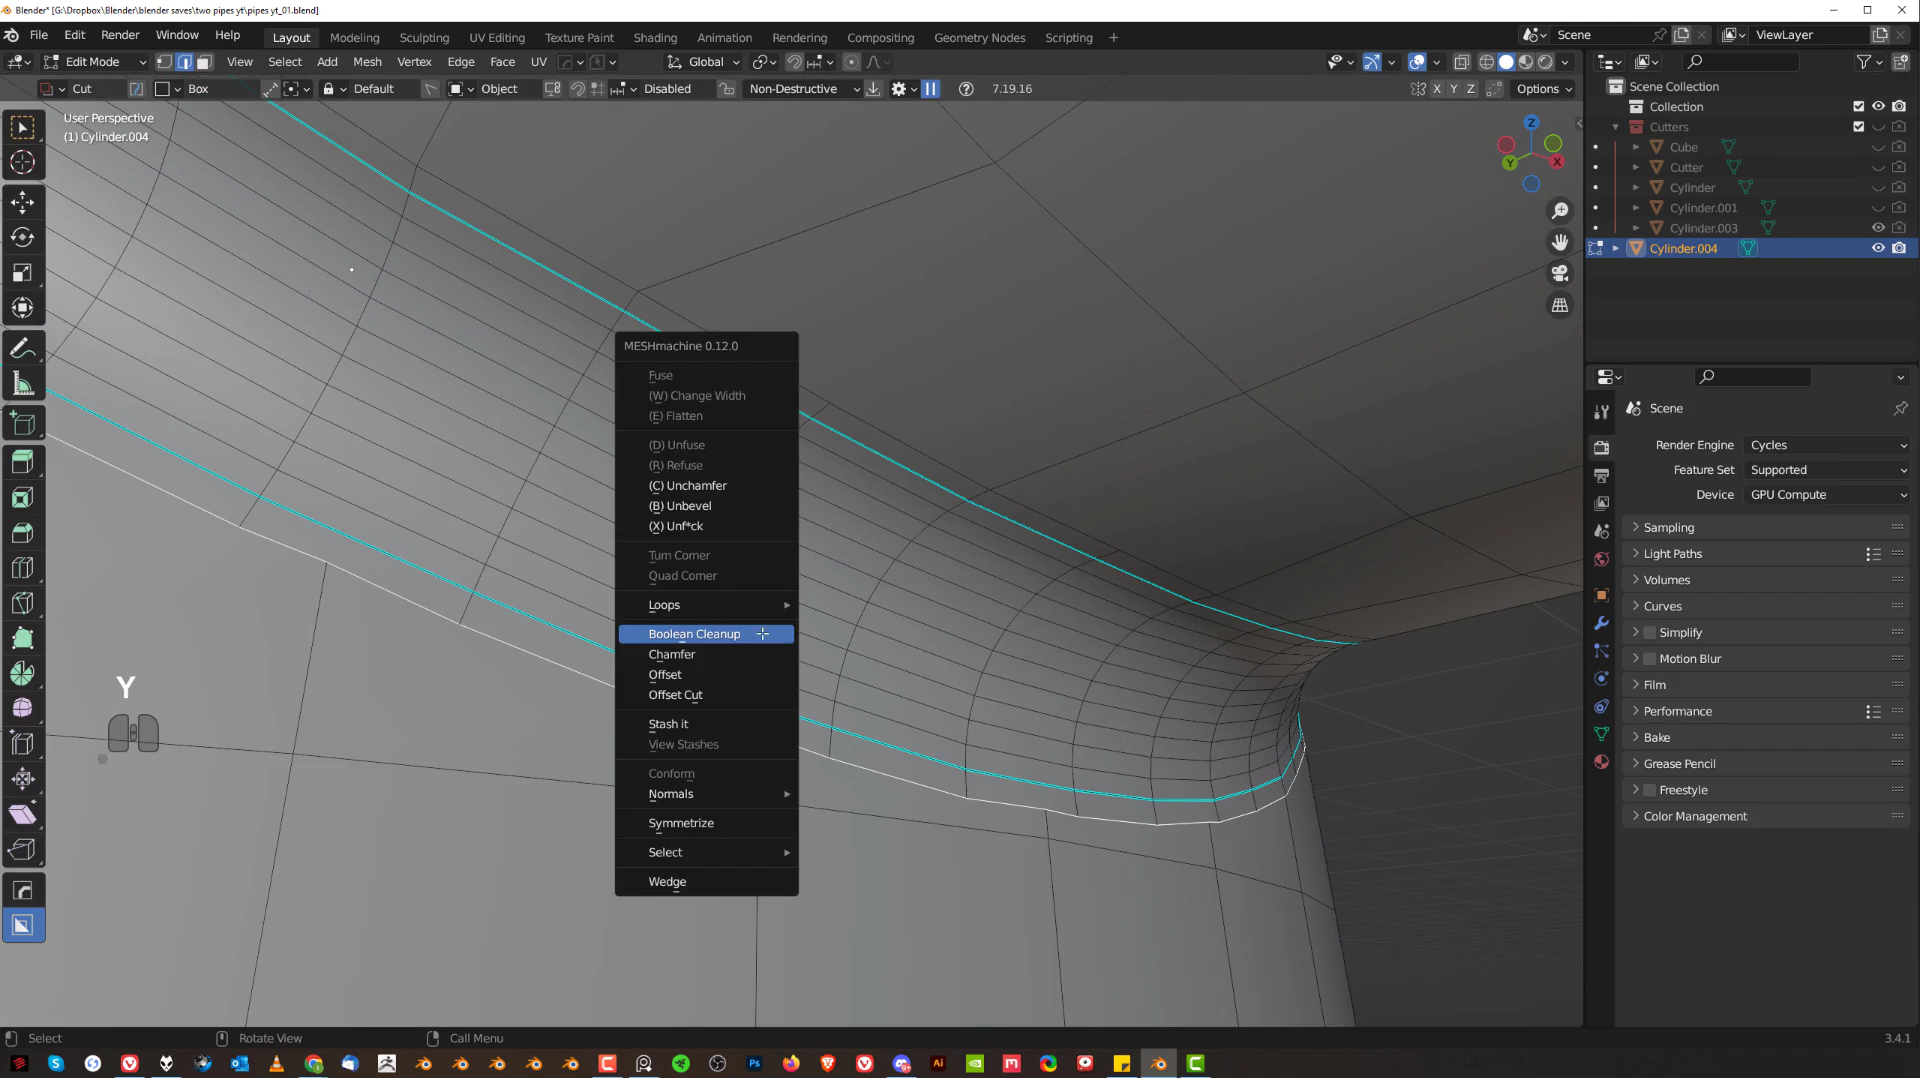 Blender* [G:\Dropbox\Blender\blender saves\two pipes yt\pipes yt_01.blend]
File Edit Render Window Help Layout Modeling Sculpting UV Editing Texture Paint Shading Animation Rendering Compositing Geometry Nodes Scripting + Scene ViewLayer
Edit Mode View Select Add Mesh Vertex Edge Face UV Global
Cut Box Default Object Disabled Non-Destructive 7.19.16 X Y Z Options
User Perspective
(1) Cylinder.004
Z
Y X
Scene Collection
Collection
Cutters
Cube
Cutter
Cylinder
Cylinder.001
Cylinder.003
Cylinder.004
MESHmachine 0.12.0
Fuse
(W) Change Width
(E) Flatten
(D) Unfuse
(R) Refuse
(C) Unchamfer
(B) Unbevel
(X) Unf*ck
Turn Corner
Quad Corner
Loops
Boolean Cleanup
Chamfer
Offset
Offset Cut
Stash it
View Stashes
Conform
Normals
Symmetrize
Select
Wedge
Y
Scene
Render Engine Cycles
Feature Set Supported
Device GPU Compute
Sampling
Light Paths
Volumes
Curves
Simplify
Motion Blur
Film
Performance
Bake
Grease Pencil
Freestyle
Color Management
Select Rotate View Call Menu 3.4.1